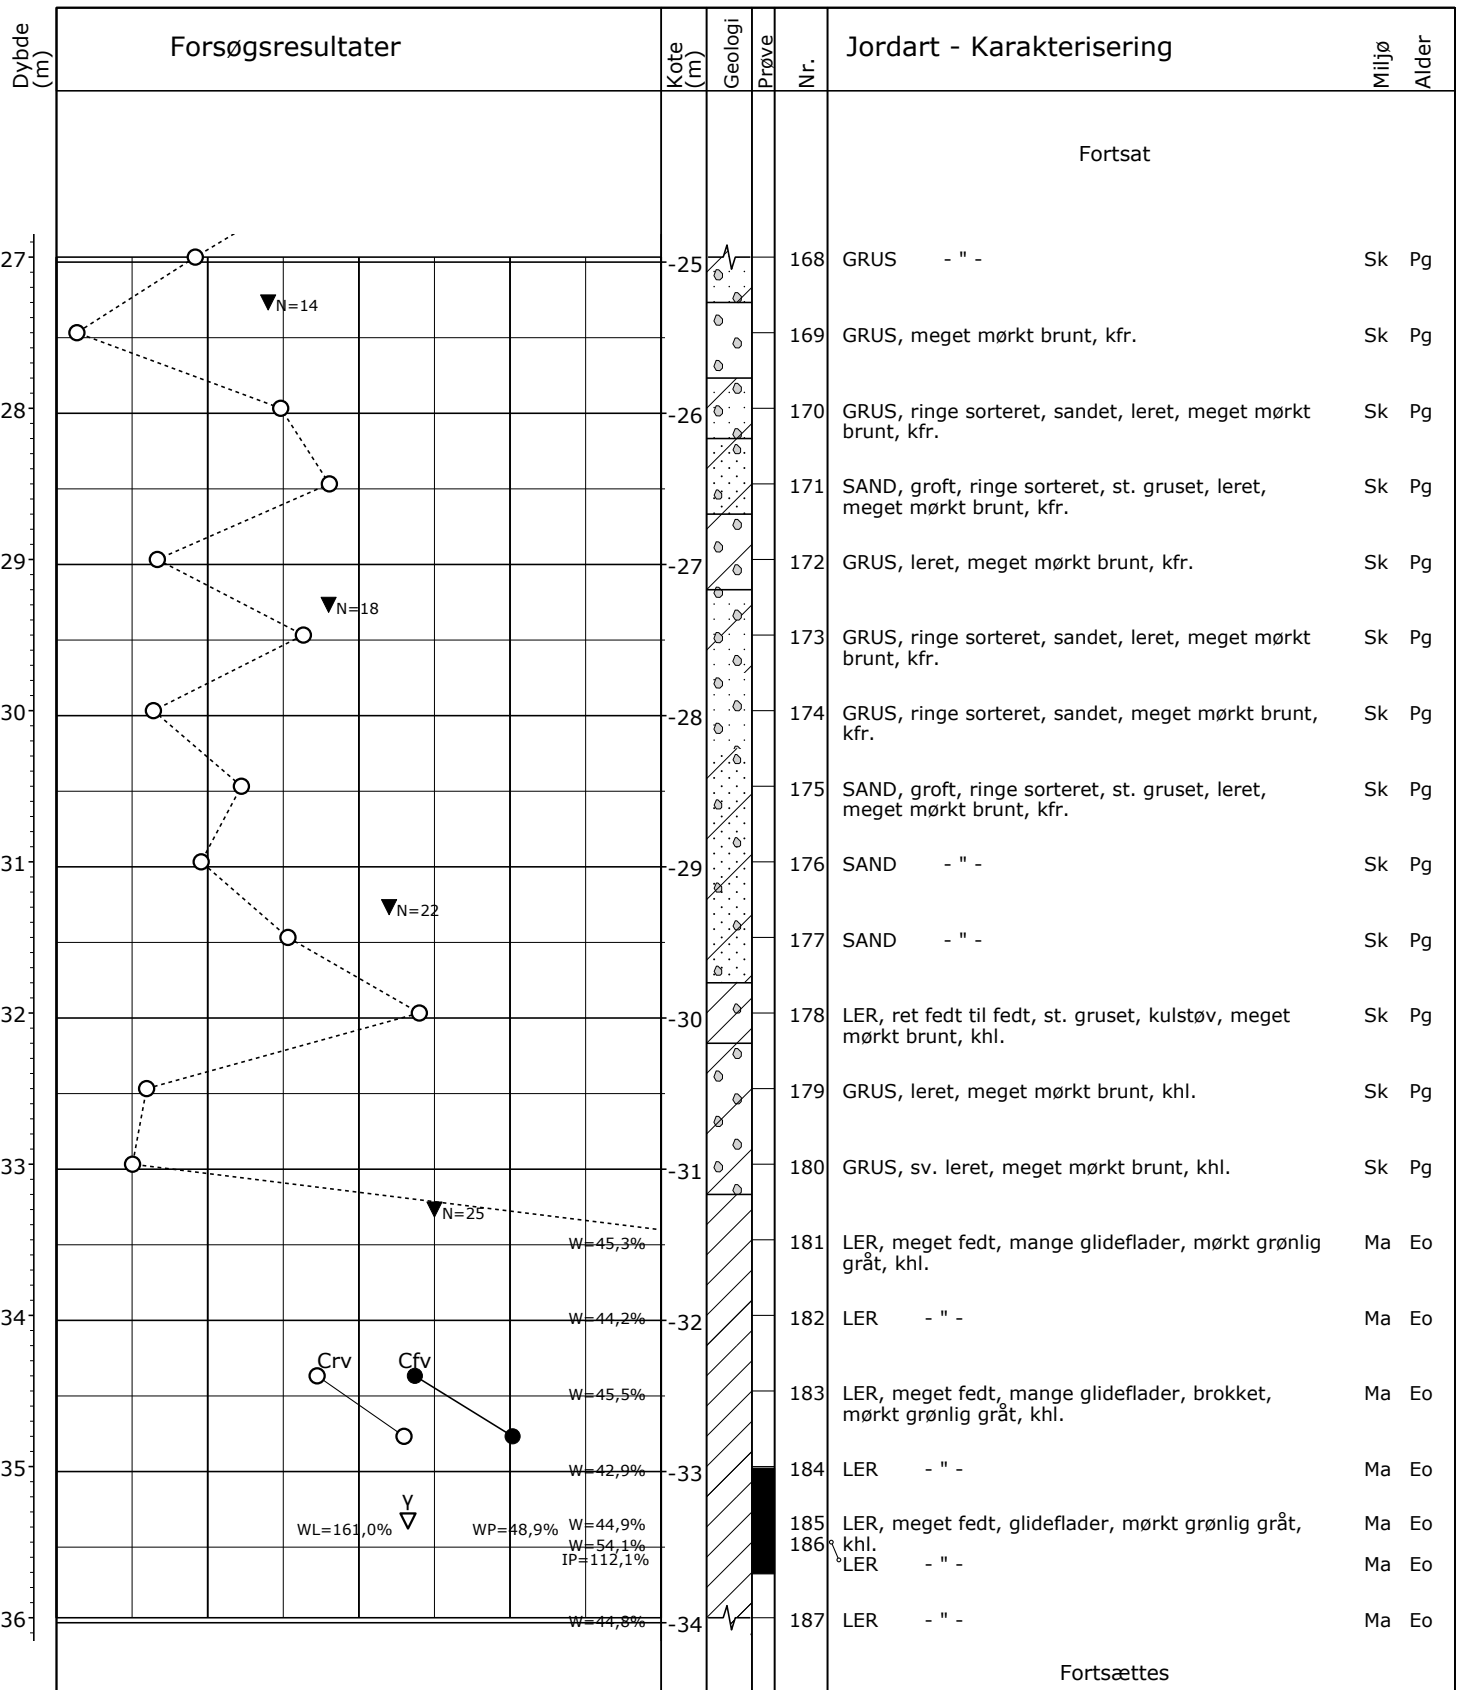 Dybde (m)
Forsøgsresultater
Kote (m)
Geologi
Prøve
Nr.
Jordart - Karakterisering
Miljø
Alder
Fortsat
27
-25
168 GRUS - " - Sk Pg
N=14
169 GRUS, meget mørkt brunt, kfr. Sk Pg
28
-26
170 GRUS, ringe sorteret, sandet, leret, meget mørkt Sk Pg
brunt, kfr.
171 SAND, groft, ringe sorteret, st. gruset, leret, Sk Pg
meget mørkt brunt, kfr.
29
-27
172 GRUS, leret, meget mørkt brunt, kfr. Sk Pg
N=18
173 GRUS, ringe sorteret, sandet, leret, meget mørkt Sk Pg
brunt, kfr.
30
-28
174 GRUS, ringe sorteret, sandet, meget mørkt brunt, Sk Pg
kfr.
175 SAND, groft, ringe sorteret, st. gruset, leret, Sk Pg
meget mørkt brunt, kfr.
31
-29
176 SAND - " - Sk Pg
N=22
177 SAND - " - Sk Pg
32
-30
178 LER, ret fedt til fedt, st. gruset, kulstøv, meget Sk Pg
mørkt brunt, khl.
179 GRUS, leret, meget mørkt brunt, khl. Sk Pg
33
-31
180 GRUS, sv. leret, meget mørkt brunt, khl. Sk Pg
N=25
W=45,3%
181 LER, meget fedt, mange glideflader, mørkt grønlig Ma Eo
gråt, khl.
34
W=44,2%
-32
182 LER - " - Ma Eo
Crv Cfv
W=45,5%
183 LER, meget fedt, mange glideflader, brokket, Ma Eo
mørkt grønlig gråt, khl.
35
W=42,9%
-33
184 LER - " - Ma Eo
γ
WL=161,0% WP=48,9% W=44,9%
185 LER, meget fedt, glideflader, mørkt grønlig gråt, Ma Eo
khl.
W=54,1%
IP=112,1%
186 LER - " - Ma Eo
36
W=44,8%
-34
187 LER - " - Ma Eo
Fortsættes